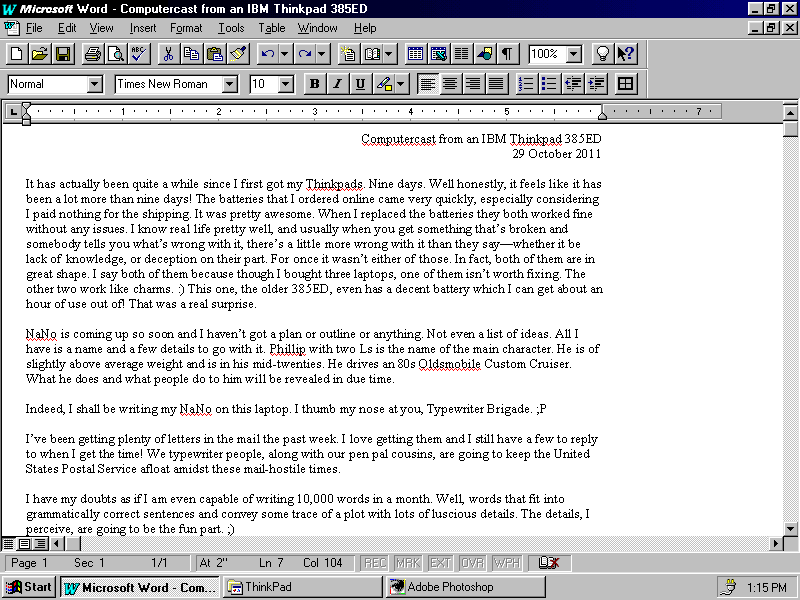 Microsoft Word - Computercast from an IBM Thinkpad 385ED
File Edit View Insert Format Tools Table Window Help
100%
Normal Times New Roman 10 B I U
1 2 3 4 5 7
Computercast from an IBM Thinkpad 385ED
29 October 2011
It has actually been quite a while since I first got my Thinkpads. Nine days. Well honestly, it feels like it has
been a lot more than nine days! The batteries that I ordered online came very quickly, especially considering
I paid nothing for the shipping. It was pretty awesome. When I replaced the batteries they both worked fine
without any issues. I know real life pretty well, and usually when you get something that's broken and
somebody tells you what's wrong with it, there's a little more wrong with it than they say—whether it be
lack of knowledge, or deception on their part. For once it wasn't either of those. In fact, both of them are in
great shape. I say both of them because though I bought three laptops, one of them isn't worth fixing. The
other two work like charms. :) This one, the older 385ED, even has a decent battery which I can get about an
hour of use out of! That was a real surprise.
NaNo is coming up so soon and I haven't got a plan or outline or anything. Not even a list of ideas. All I
have is a name and a few details to go with it. Phillip with two Ls is the name of the main character. He is of
slightly above average weight and is in his mid-twenties. He drives an 80s Oldsmobile Custom Cruiser.
What he does and what people do to him will be revealed in due time.
Indeed, I shall be writing my NaNo on this laptop. I thumb my nose at you, Typewriter Brigade. ;P
I've been getting plenty of letters in the mail the past week. I love getting them and I still have a few to reply
to when I get the time! We typewriter people, along with our pen pal cousins, are going to keep the United
States Postal Service afloat amidst these mail-hostile times.
I have my doubts as if I am even capable of writing 10,000 words in a month. Well, words that fit into
grammatically correct sentences and convey some trace of a plot with lots of luscious details. The details, I
perceive, are going to be the fun part. ;)
Page 1 Sec 1 1/1 At 2" Ln 7 Col 104 REC MRK EXT OVR WPH
Start Microsoft Word - Com... ThinkPad Adobe Photoshop 1:15 PM